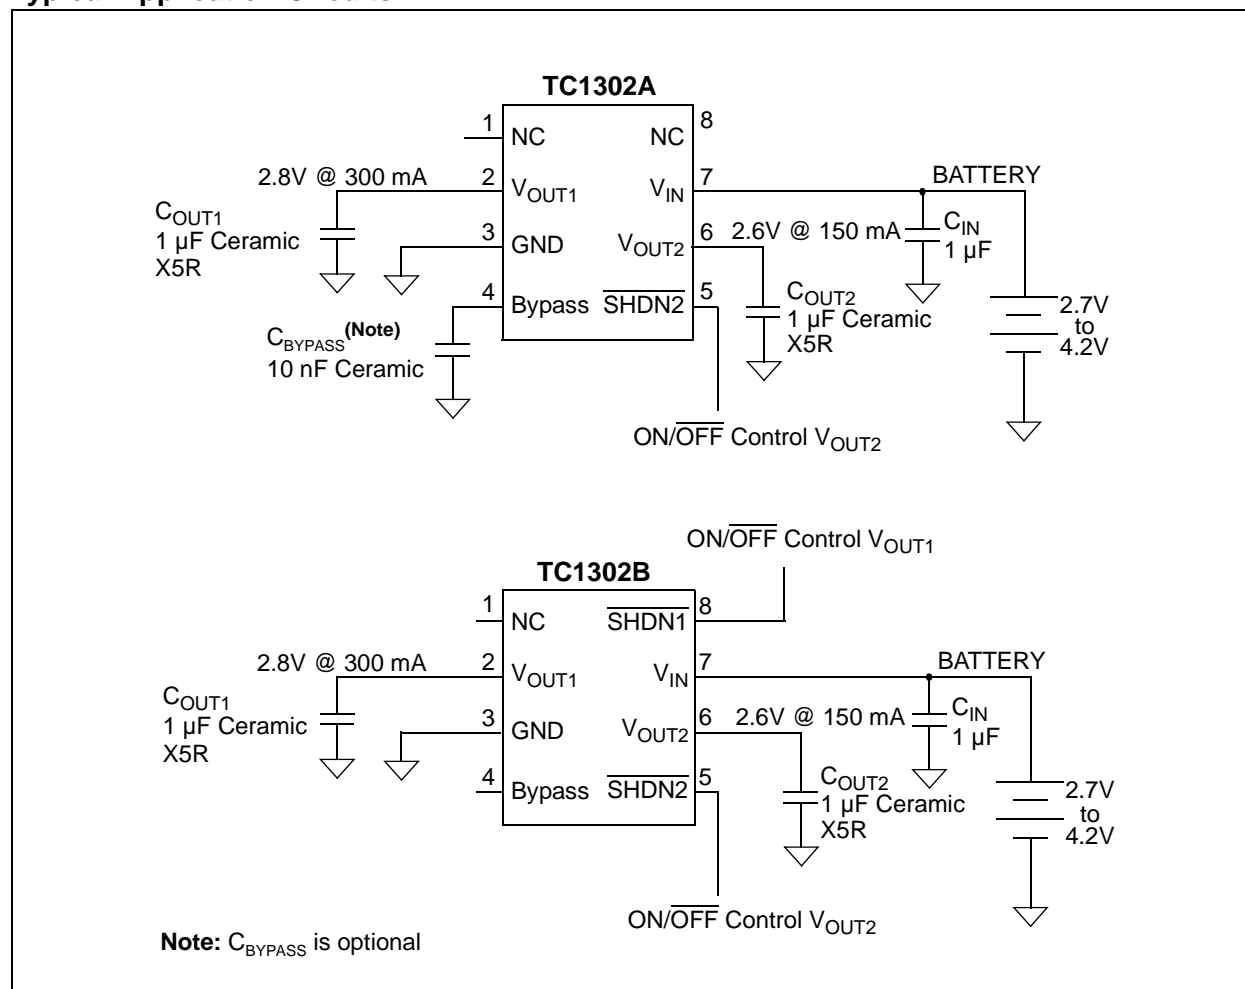 TC1302A
1
NC
NC
8
2.8V @ 300 mA
2
VOUT1
VIN
7
BATTERY
COUT1
1 µF Ceramic
X5R
3
GND
VOUT2
6
2.6V @ 150 mA
CIN
1 µF
4
Bypass
SHDN2
5
COUT2
1 µF Ceramic
X5R
2.7V
to
4.2V
CBYPASS(Note)
10 nF Ceramic
ON/OFF Control VOUT2
ON/OFF Control VOUT1
TC1302B
1
NC
SHDN1
8
2.8V @ 300 mA
2
VOUT1
VIN
7
BATTERY
COUT1
1 µF Ceramic
X5R
3
GND
VOUT2
6
2.6V @ 150 mA
CIN
1 µF
4
Bypass
SHDN2
5
COUT2
1 µF Ceramic
X5R
2.7V
to
4.2V
ON/OFF Control VOUT2
Note: CBYPASS is optional